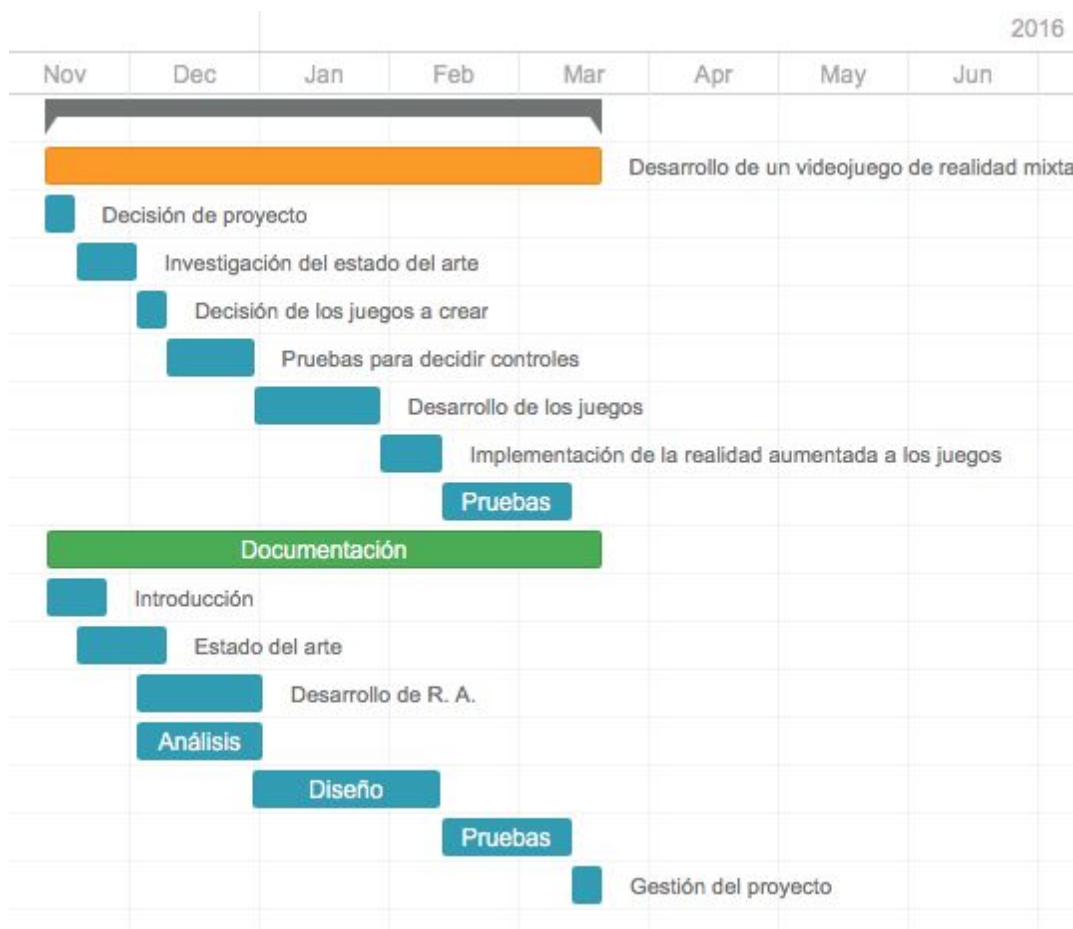 2016
Nov Dec Jan Feb Mar Apr May Jun
Desarrollo de un videojuego de realidad mixta
Decisión de proyecto
Investigación del estado del arte
Decisión de los juegos a crear
Pruebas para decidir controles
Desarrollo de los juegos
Implementación de la realidad aumentada a los juegos
Pruebas
Documentación
Introducción
Estado del arte
Desarrollo de R. A.
Análisis
Diseño
Pruebas
Gestión del proyecto